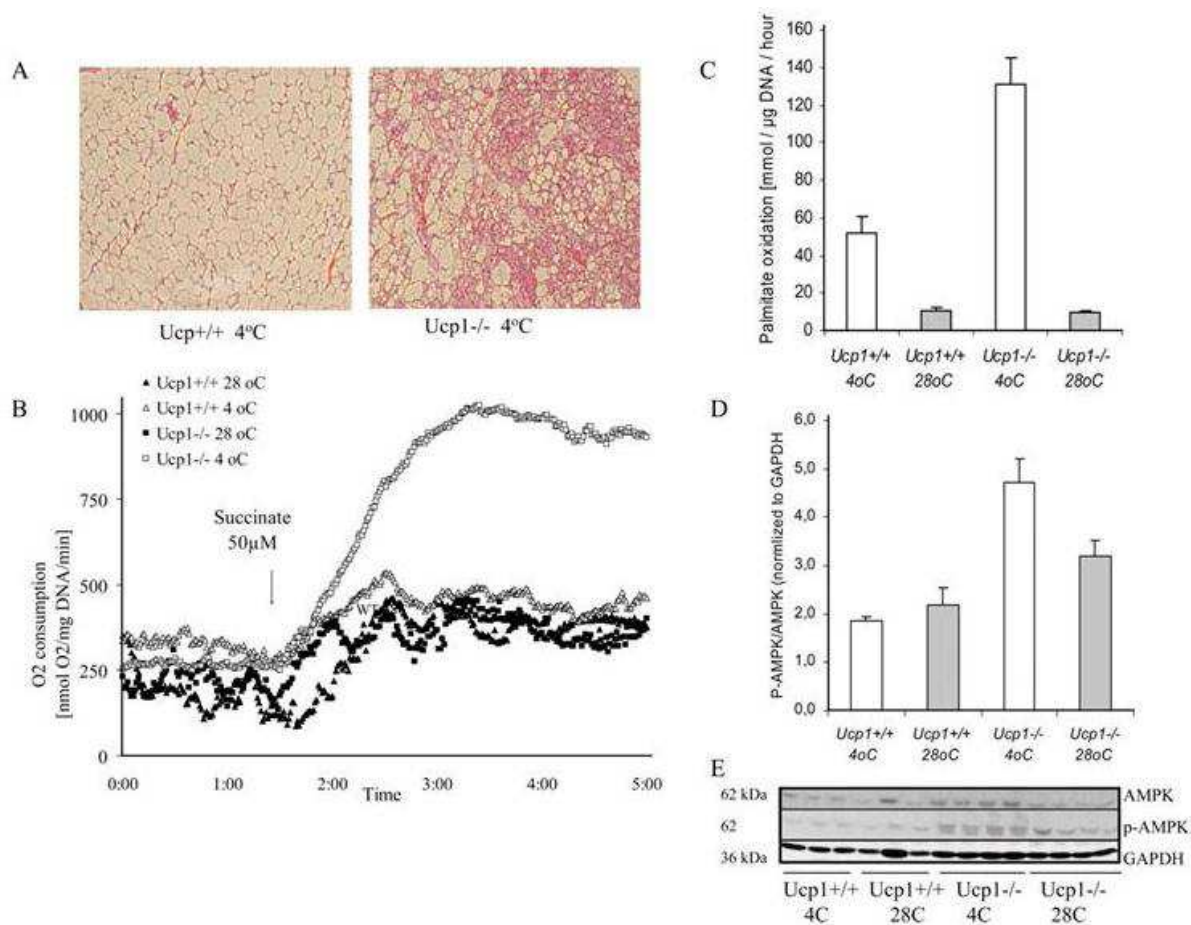 A
Ucp+/+ 4°C
Ucp1-/- 4°C
B
▲ Ucp1+/+ 28 oC
△ Ucp1+/+ 4 oC
■ Ucp1-/- 28 oC
□ Ucp1-/- 4 oC
O2 consumption
[nmol O2/mg DNA/min]
1000
750
500
250
0
Succinate
50µM
WT
0:00 1:00 2:00 3:00 4:00 5:00
Time
C
Palmitate oxidation [mmol / µg DNA / hour
160
140
120
100
80
60
40
20
0
Ucp1+/+ Ucp1+/+ Ucp1-/- Ucp1-/-
4oC 28oC 4oC 28oC
D
P-AMPK/AMPK (normlized to GAPDH
6,0
5,0
4,0
3,0
2,0
1,0
0,0
Ucp1+/+ Ucp1+/+ Ucp1-/- Ucp1-/-
4oC 28oC 4oC 28oC
E
62 kDa AMPK
62 p-AMPK
36 kDa GAPDH
Ucp1+/+ Ucp1+/+ Ucp1-/- Ucp1-/-
4C 28C 4C 28C